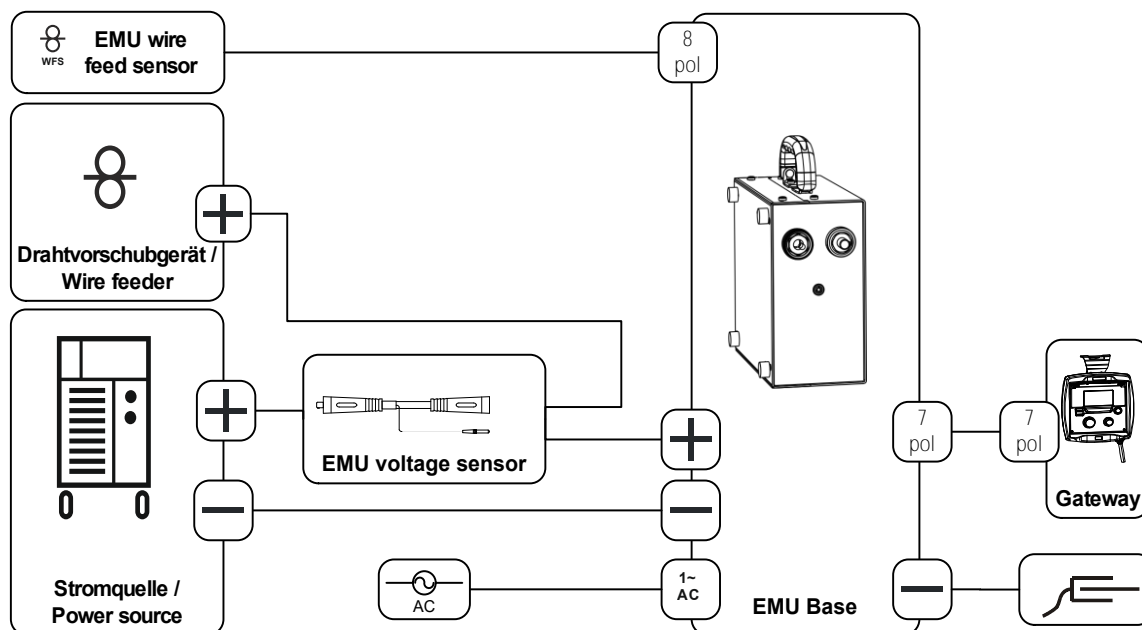 EMU wire
feed sensor
WFS
8
pol
Drahtvorschubgerät /
Wire feeder
EMU voltage sensor
7
pol
7
pol
Gateway
Stromquelle /
Power source
AC
1~
AC
EMU Base